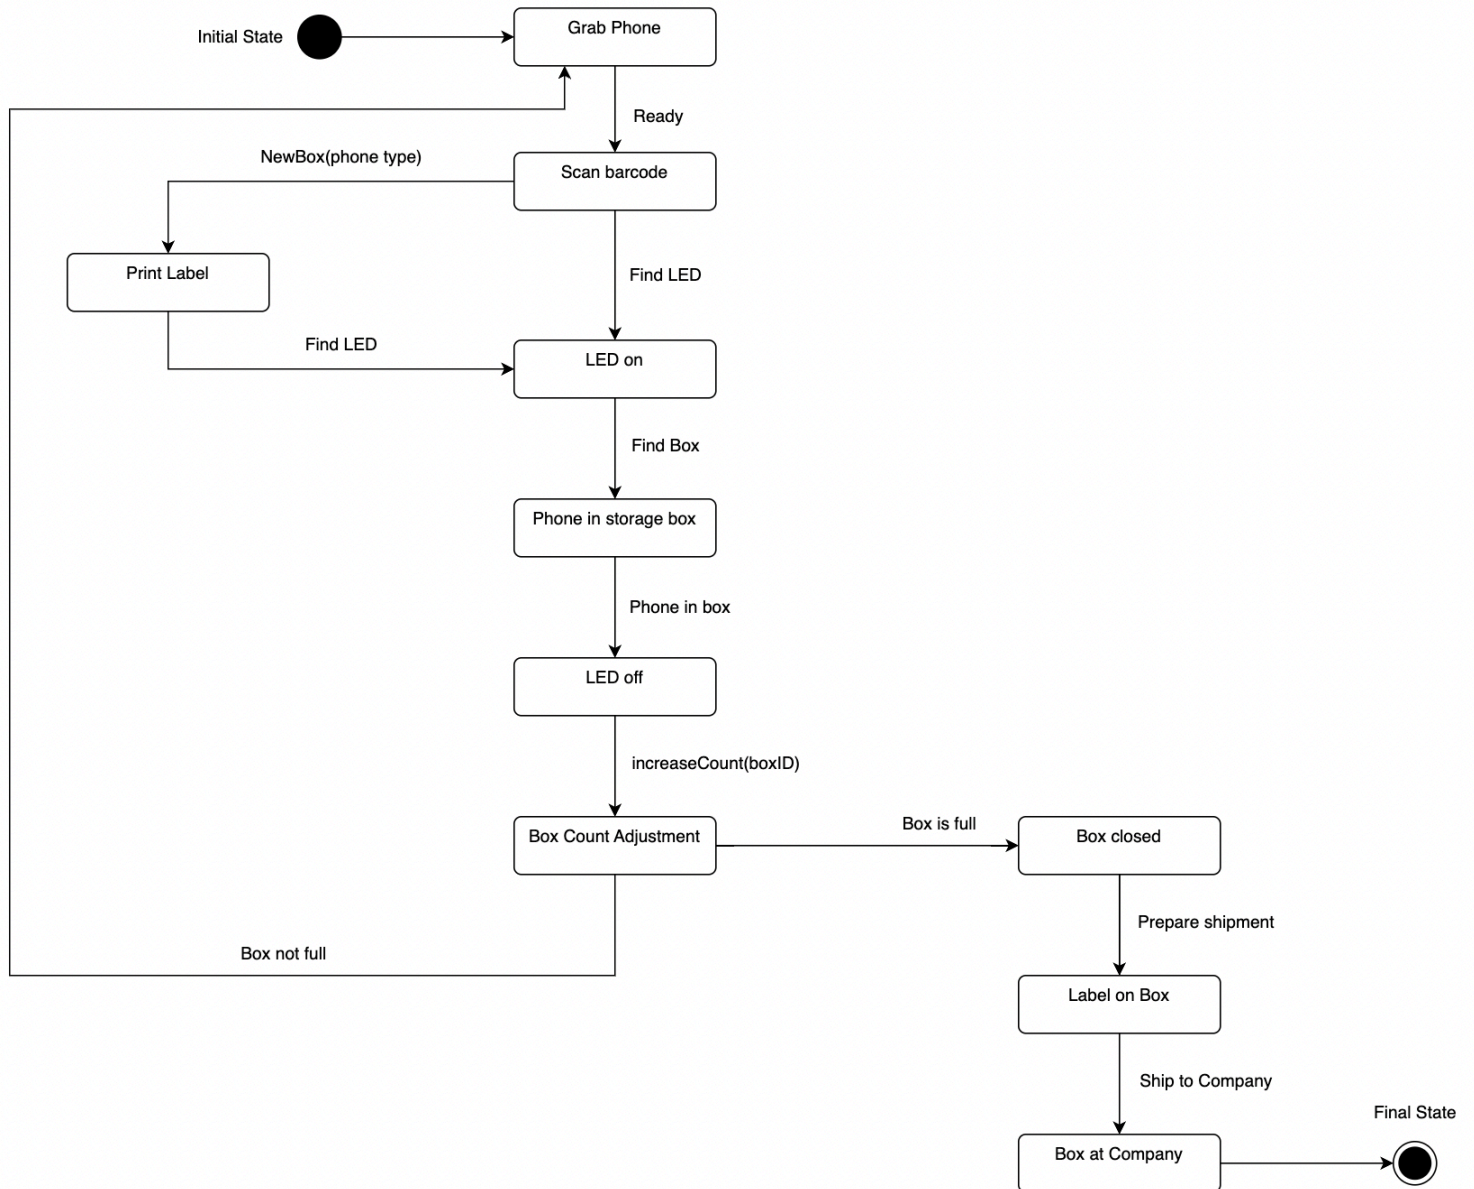 Initial State
Grab Phone
Ready
NewBox(phone type)
Scan barcode
Print Label
Find LED
Find LED
LED on
Find Box
Phone in storage box
Phone in box
LED off
increaseCount(boxID)
Box Count Adjustment
Box is full
Box closed
Box not full
Prepare shipment
Label on Box
Ship to Company
Final State
Box at Company